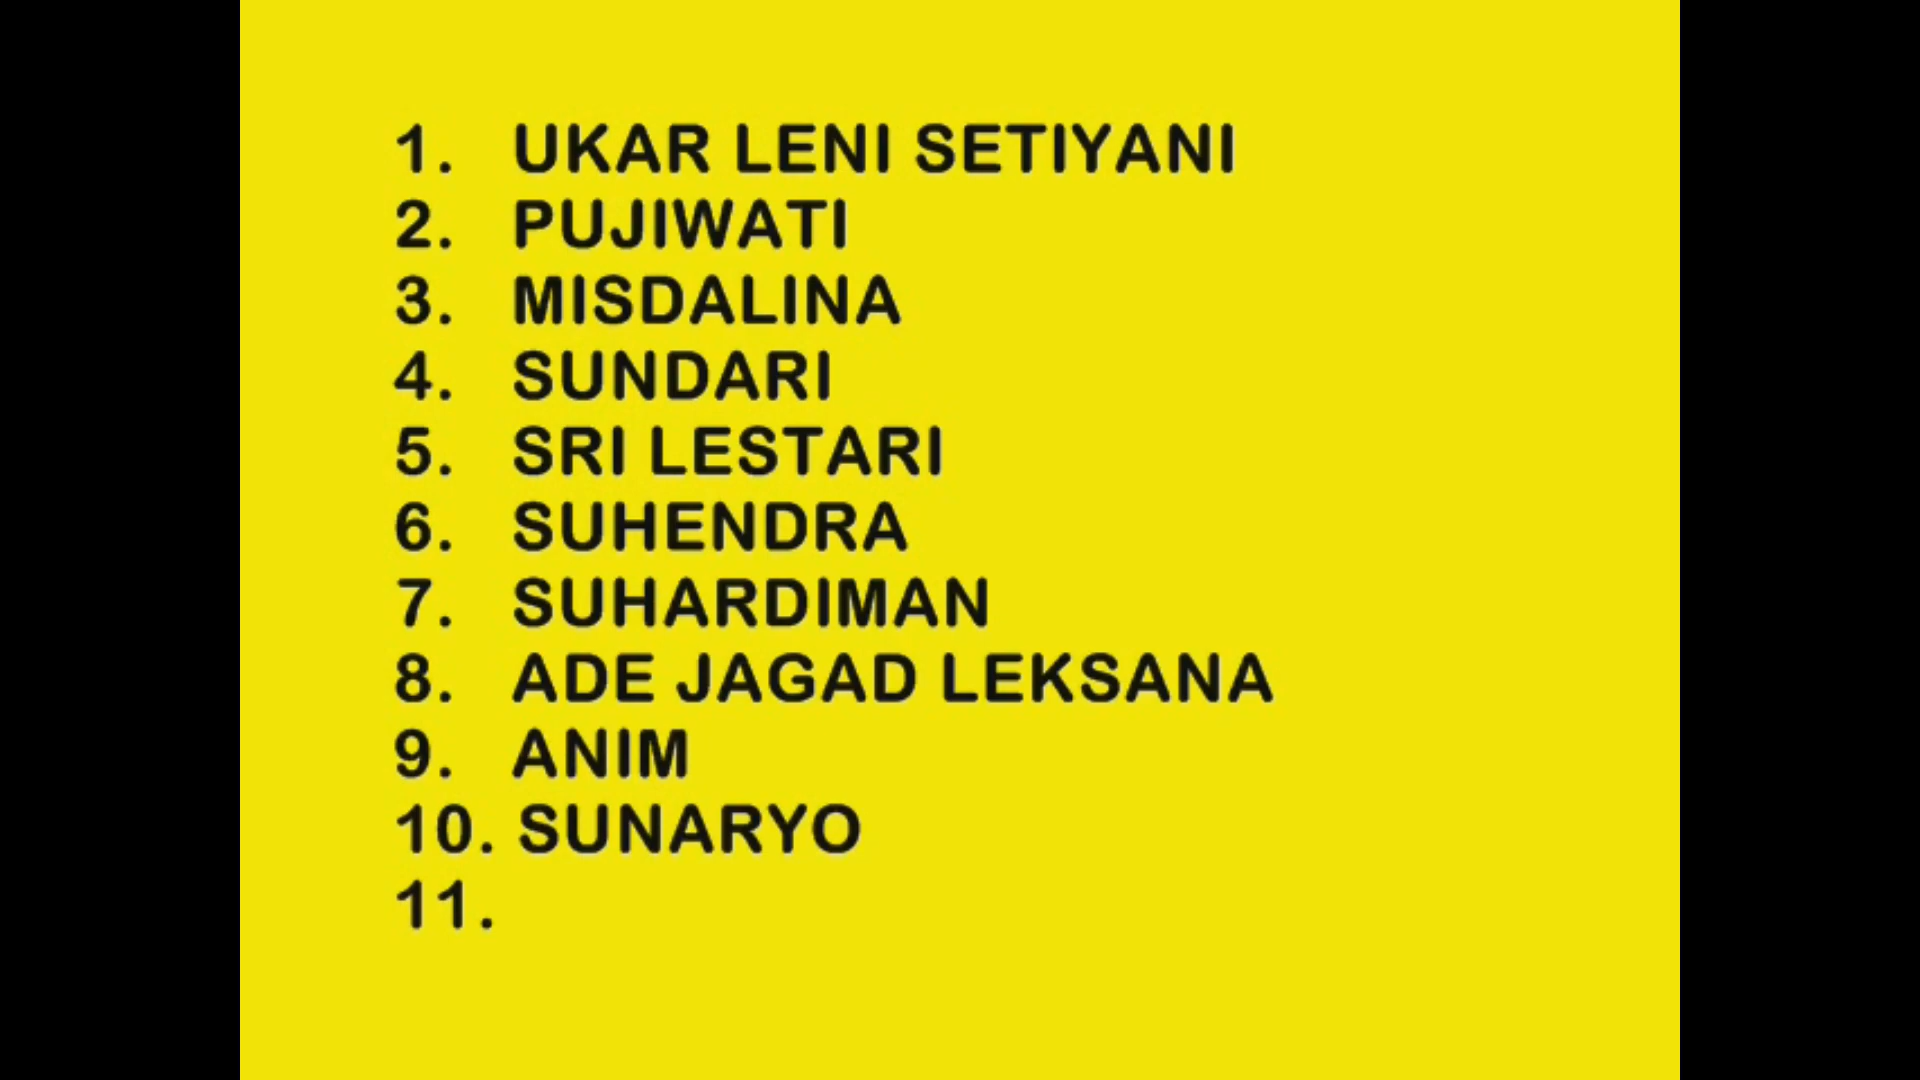 1. UKAR LENI SETIYANI
2. PUJIWATI
3. MISDALINA
4. SUNDARI
5. SRI LESTARI
6. SUHENDRA
7. SUHARDIMAN
8. ADE JAGAD LEKSANA
9. ANIM
10. SUNARYO
11.